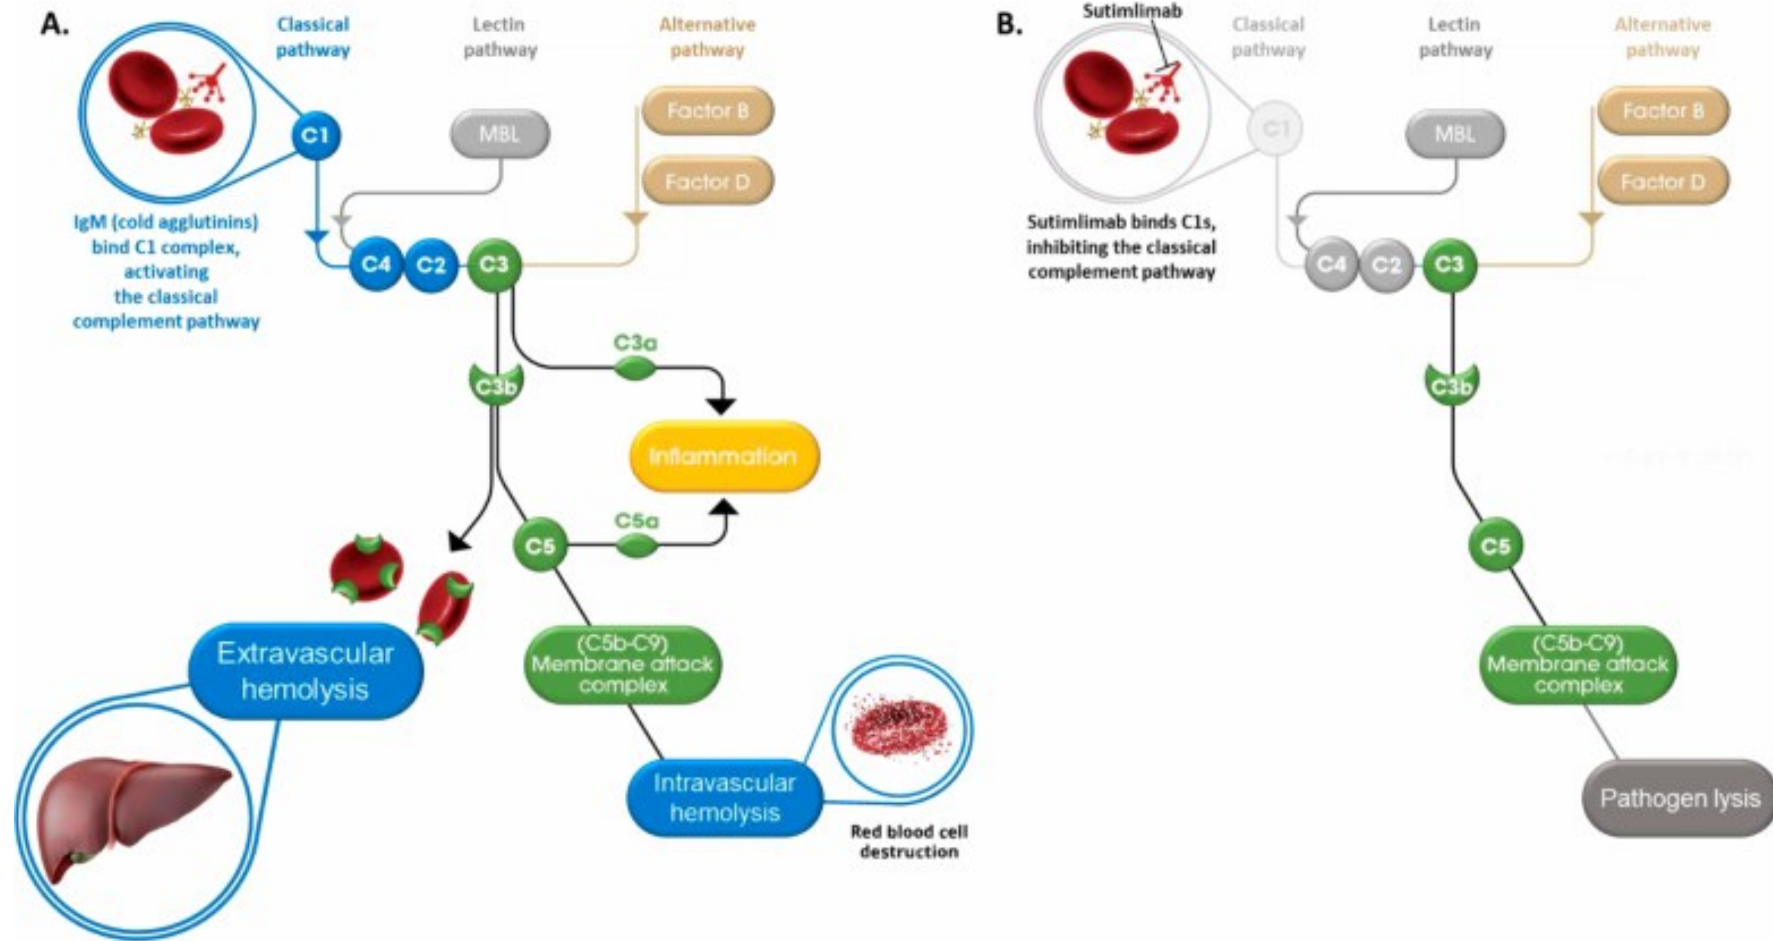 A.
Classical
pathway
Lectin
pathway
Alternative
pathway
C1
MBL
Factor B
Factor D
IgM (cold agglutinins)
bind C1 complex,
activating
the classical
complement pathway
C4
C2
C3
C3a
C3b
Inflammation
C5a
C5
Extravascular
hemolysis
(C5b-C9)
Membrane attack
complex
Intravascular
hemolysis
Red blood cell
destruction
B.
Sutimlimab
Classical
pathway
Lectin
pathway
Alternative
pathway
C1
MBL
Factor B
Factor D
Sutimlimab binds C1s,
inhibiting the classical
complement pathway
C4
C2
C3
C3b
C5
(C5b-C9)
Membrane attack
complex
Pathogen lysis